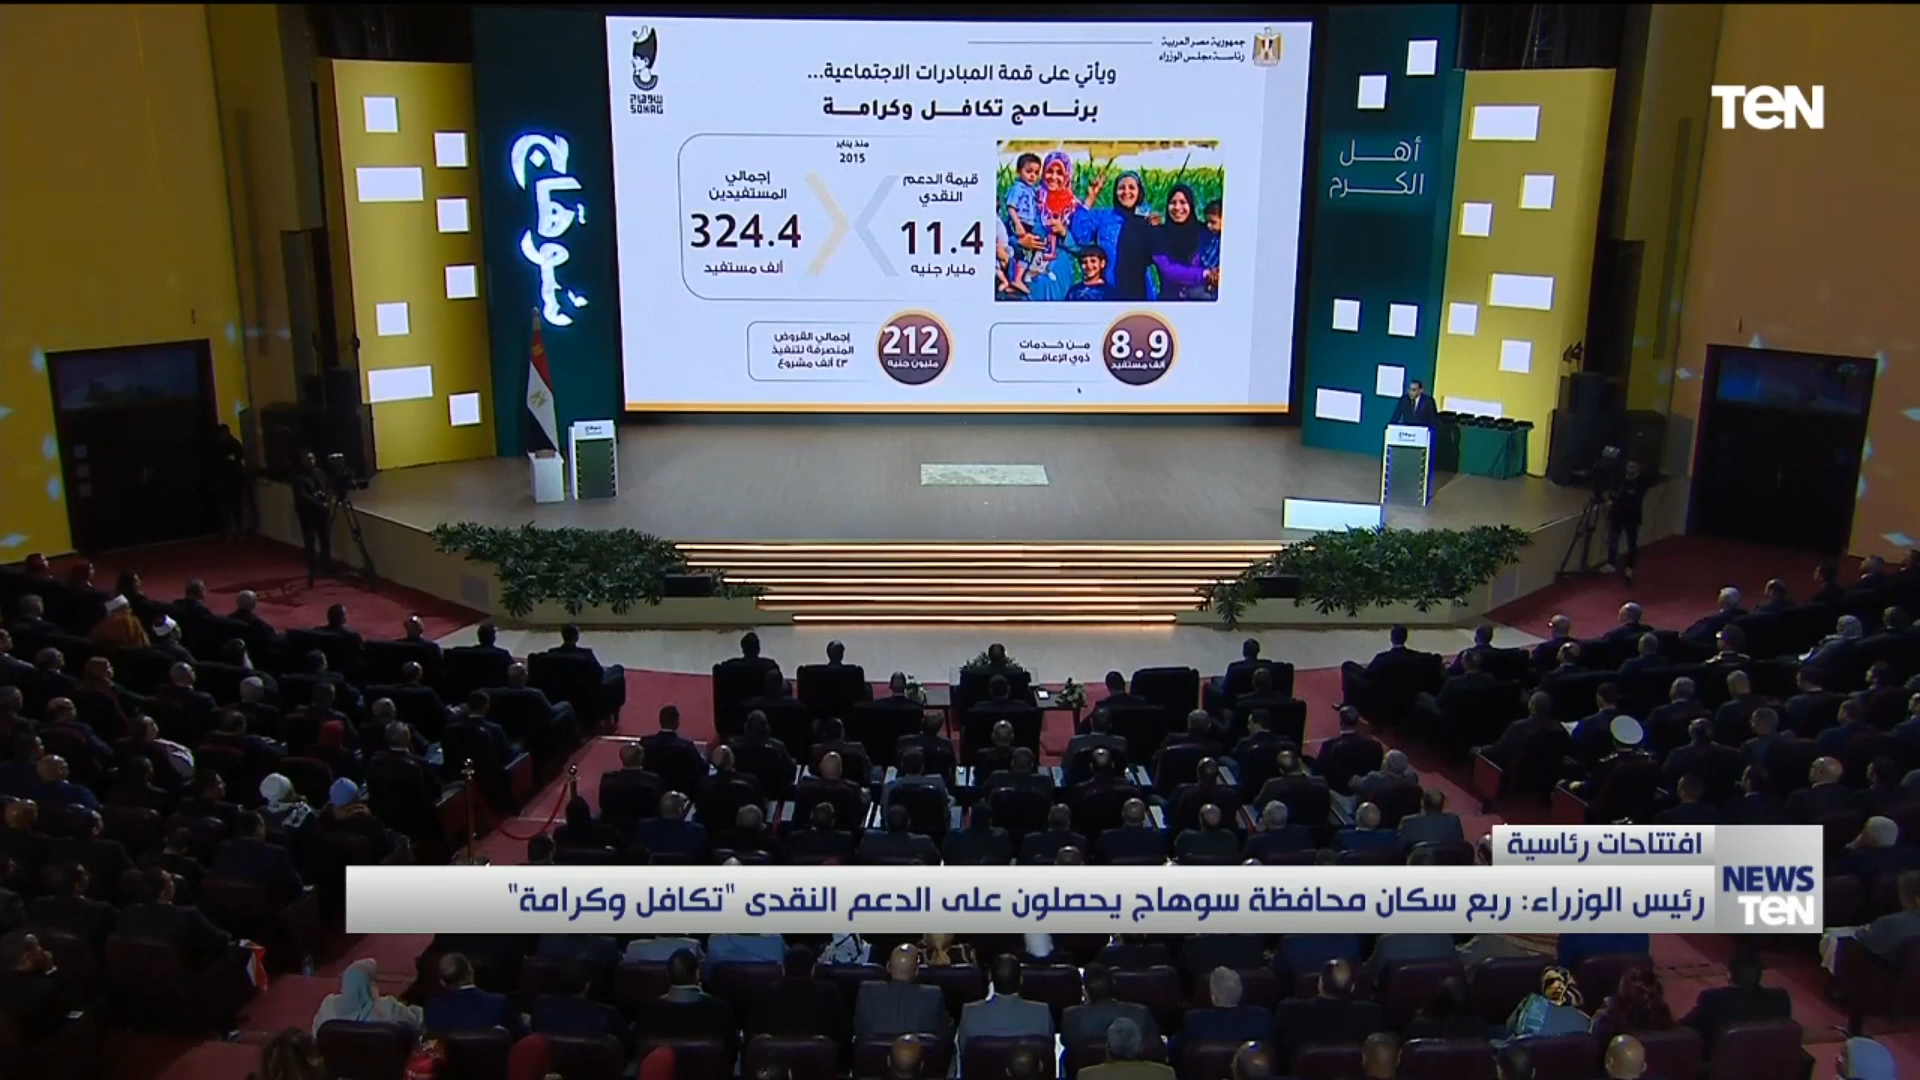 جمهورية مصر العربية
رئاسة مجلس الوزراء
سوهاج
SOHAG
ويأتي على قمة المبادرات الاجتماعية...
برنامج تكافل وكرامة
منذ يناير
2015
قيمة الدعم
النقدي
11.4
مليار جنيه
إجمالي
المستفيدين
324.4
ألف مستفيد
8.9
ألف مستفيد
من خدمات
ذوي الإعاقة
212
مليون جنيه
إجمالي القروض
المنصرفة لتنفيذ
٤٣ ألف مشروع
TeN
أهل
الكرم
سوهاج
سوهاج
سوهاج
افتتاحات رئاسية
NEWS
TeN
رئيس الوزراء: ربع سكان محافظة سوهاج يحصلون على الدعم النقدى "تكافل وكرامة"